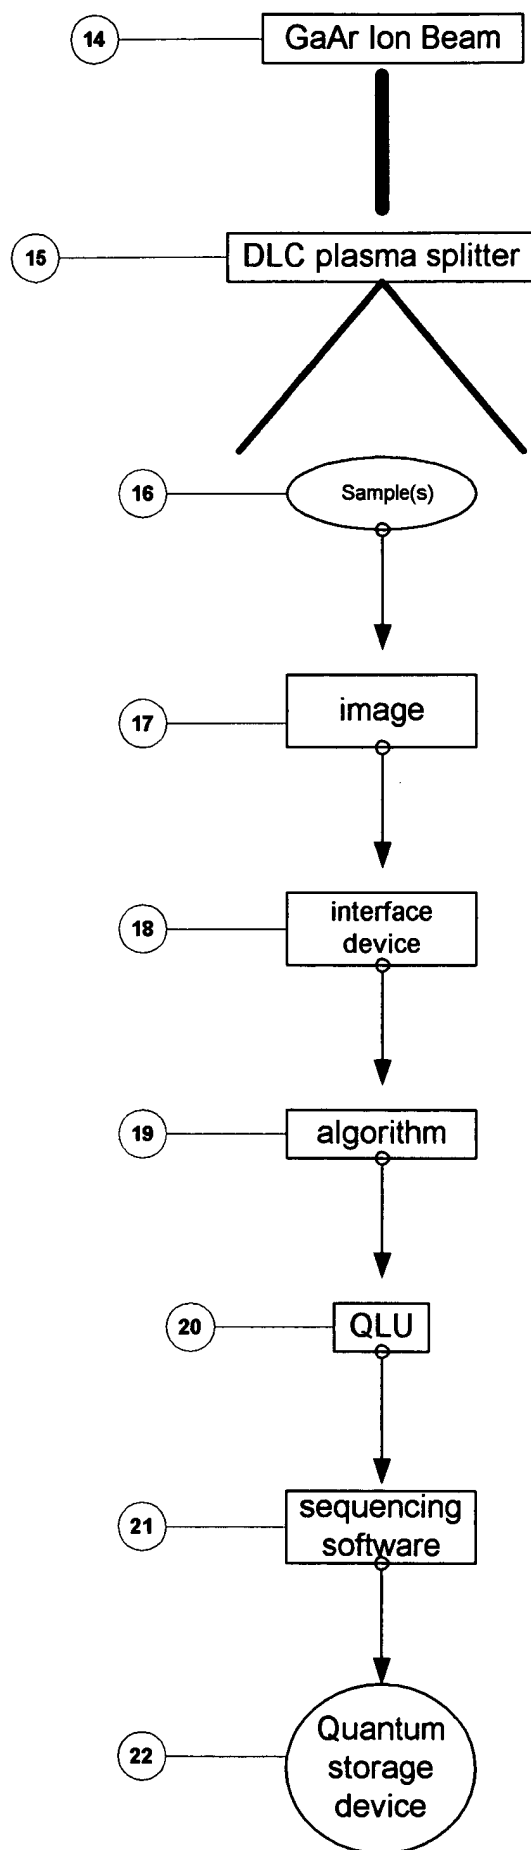 14
GaAr Ion Beam
15
DLC plasma splitter
16
Sample(s)
17
image
18
interface
device
19
algorithm
20
QLU
21
sequencing
software
22
Quantum
storage
device